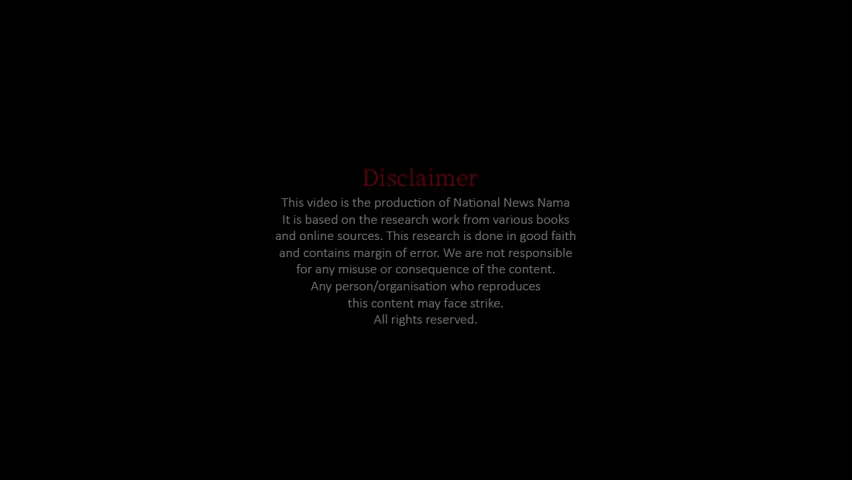 Disclaimer
This video is the production of National News Nama
It is based on the research work from various books
and online sources. This research is done in good faith
and contains margin of error. We are not responsible
for any misuse or consequence of the content.
Any person/organisation who reproduces
this content may face strike.
All rights reserved.